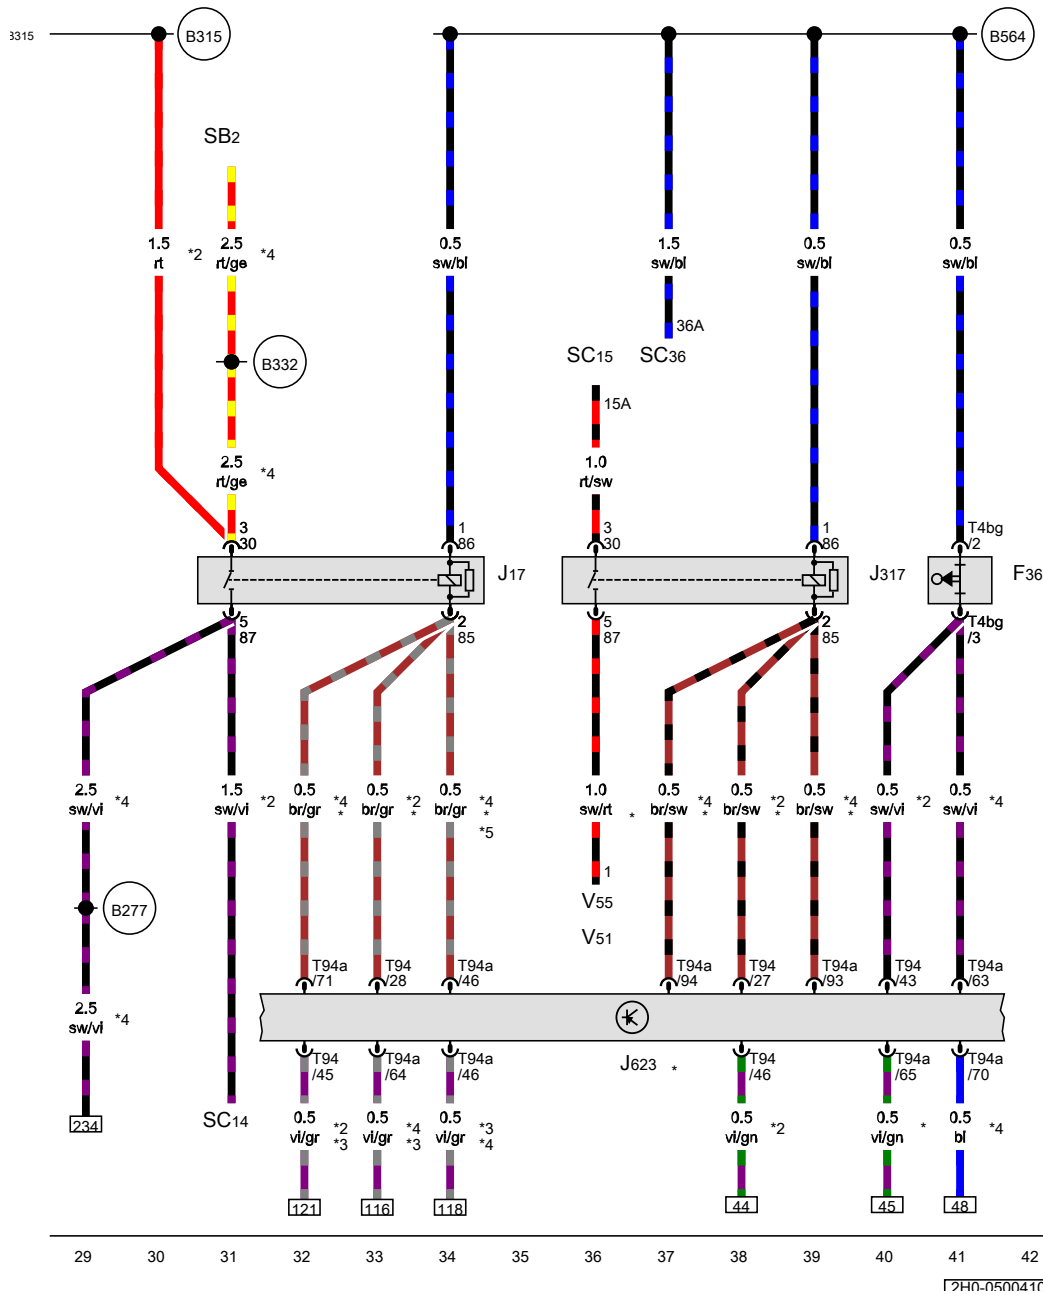 B315
B315
B564
SB2
1.5
rt
*2
2.5
rt/ge
*4
0.5
sw/bl
1.5
sw/bl
0.5
sw/bl
0.5
sw/bl
36A
SC15
SC36
B332
15A
2.5
rt/ge
*4
1.0
rt/sw
3
30
1
86
3
30
1
86
T4bg
/2
J17
J317
F36
5
87
2
85
5
87
2
85
T4bg
/3
2.5
sw/vi
*4
1.5
sw/vi
*2
0.5
br/gr
*4
*
0.5
br/gr
*2
*
0.5
br/gr
*4
*
*5
1.0
sw/rt
*
0.5
br/sw
*4
*
0.5
br/sw
*2
*
0.5
br/sw
*4
*
0.5
sw/vi
*2
0.5
sw/vi
*4
1
V55
V51
B277
T94a
/71
T94
/28
T94a
/46
T94a
/94
T94
/27
T94a
/93
T94
/43
T94a
/63
2.5
sw/vi
*4
J623
*
T94
/45
T94a
/64
T94a
/46
T94
/46
T94a
/65
T94a
/70
234
SC14
0.5
vi/gr
*2
*3
0.5
vi/gr
*4
*3
0.5
vi/gr
*3
*4
0.5
vi/gn
*2
0.5
vi/gn
*
0.5
bl
*4
121
116
118
44
45
48
29 30 31 32 33 34 35 36 37 38 39 40 41 42
2H0-0500410